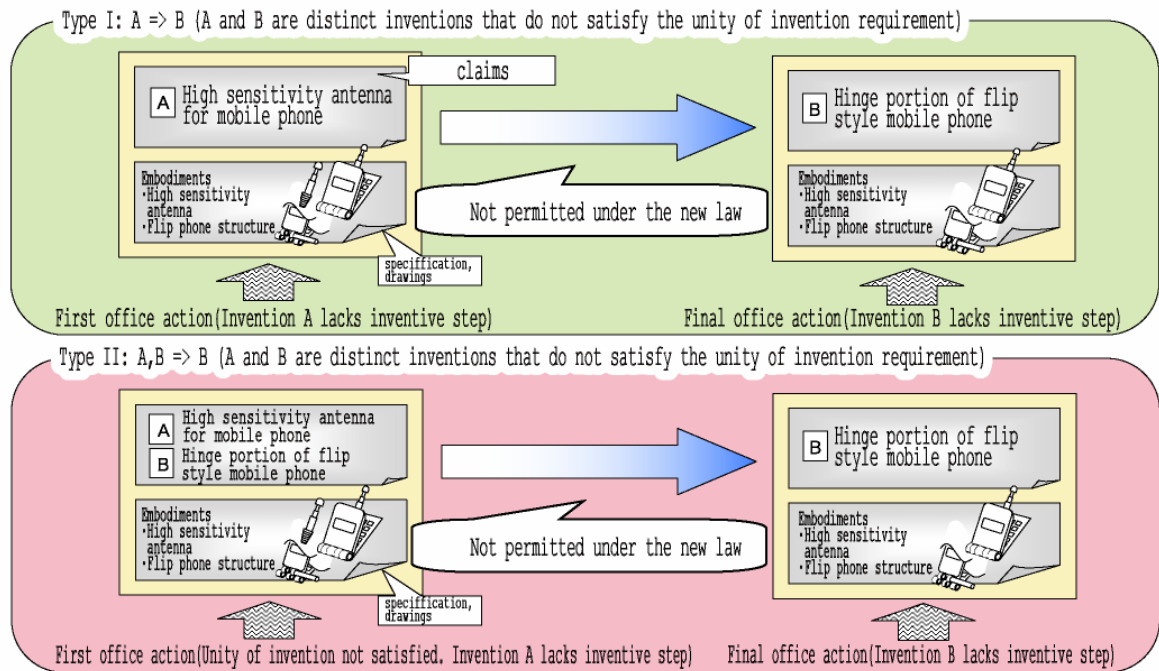 Type I: A => B (A and B are distinct inventions that do not satisfy the unity of invention requirement)
claims
A High sensitivity antenna
for mobile phone
Embodiments
・High sensitivity
antenna
・Flip phone structure
speciffication,
drawings
Not permitted under the new law
B Hinge portion of flip
style mobile phone
Embodiments
・High sensitivity
antenna
・Flip phone structure
First office action(Invention A lacks inventive step)
Final office action(Invention B lacks inventive step)
Type II: A,B => B (A and B are distinct inventions that do not satisfy the unity of invention requirement)
A High sensitivity antenna
for mobile phone
B Hinge portion of flip
style mobile phone
Embodiments
・High sensitivity
antenna
・Flip phone structure
specification,
drawings
Not permitted under the new law
B Hinge portion of flip
style mobile phone
Embodiments
・High sensitivity
antenna
・Flip phone structure
First office action(Unity of invention not satisfied. Invention A lacks inventive step)
Final office action(Invention B lacks inventive step)